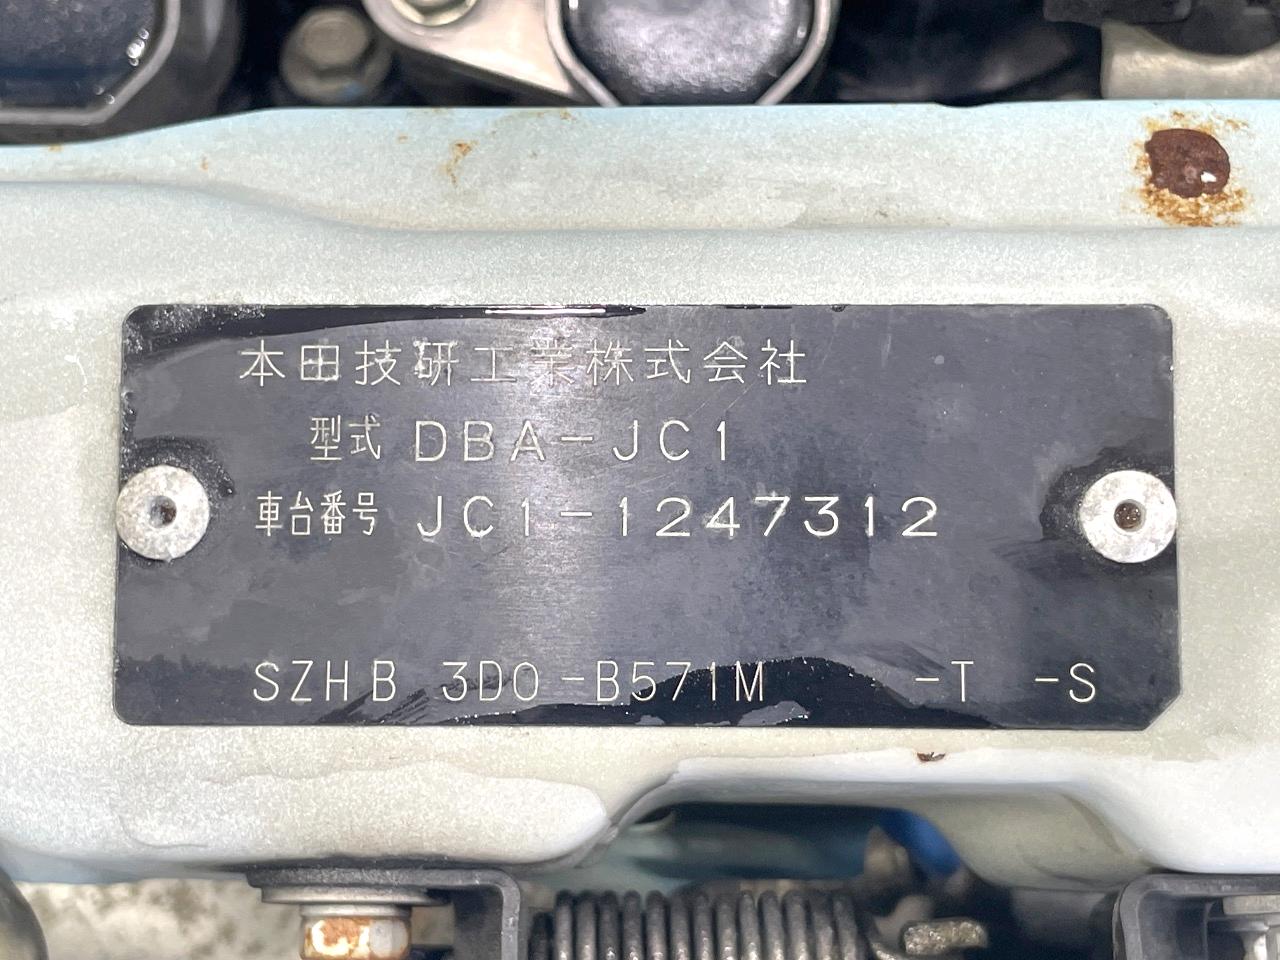 本田技研工業株式会社
型式 DBA-JC1
車台番号 JC1-1247312
SZHB 3D0-B571M -T -S